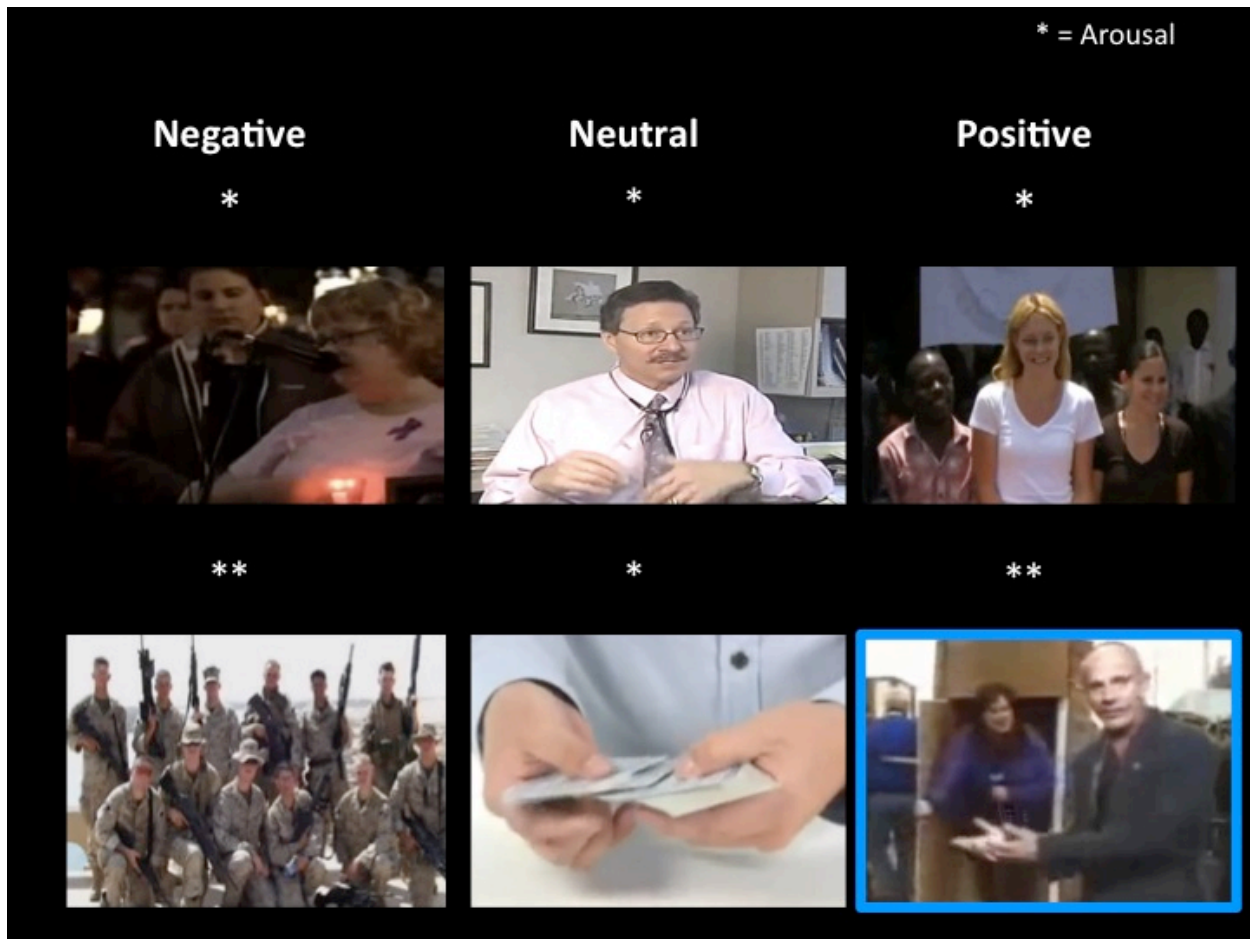 * = Arousal
Negative Neutral Positive
* * *
** * **